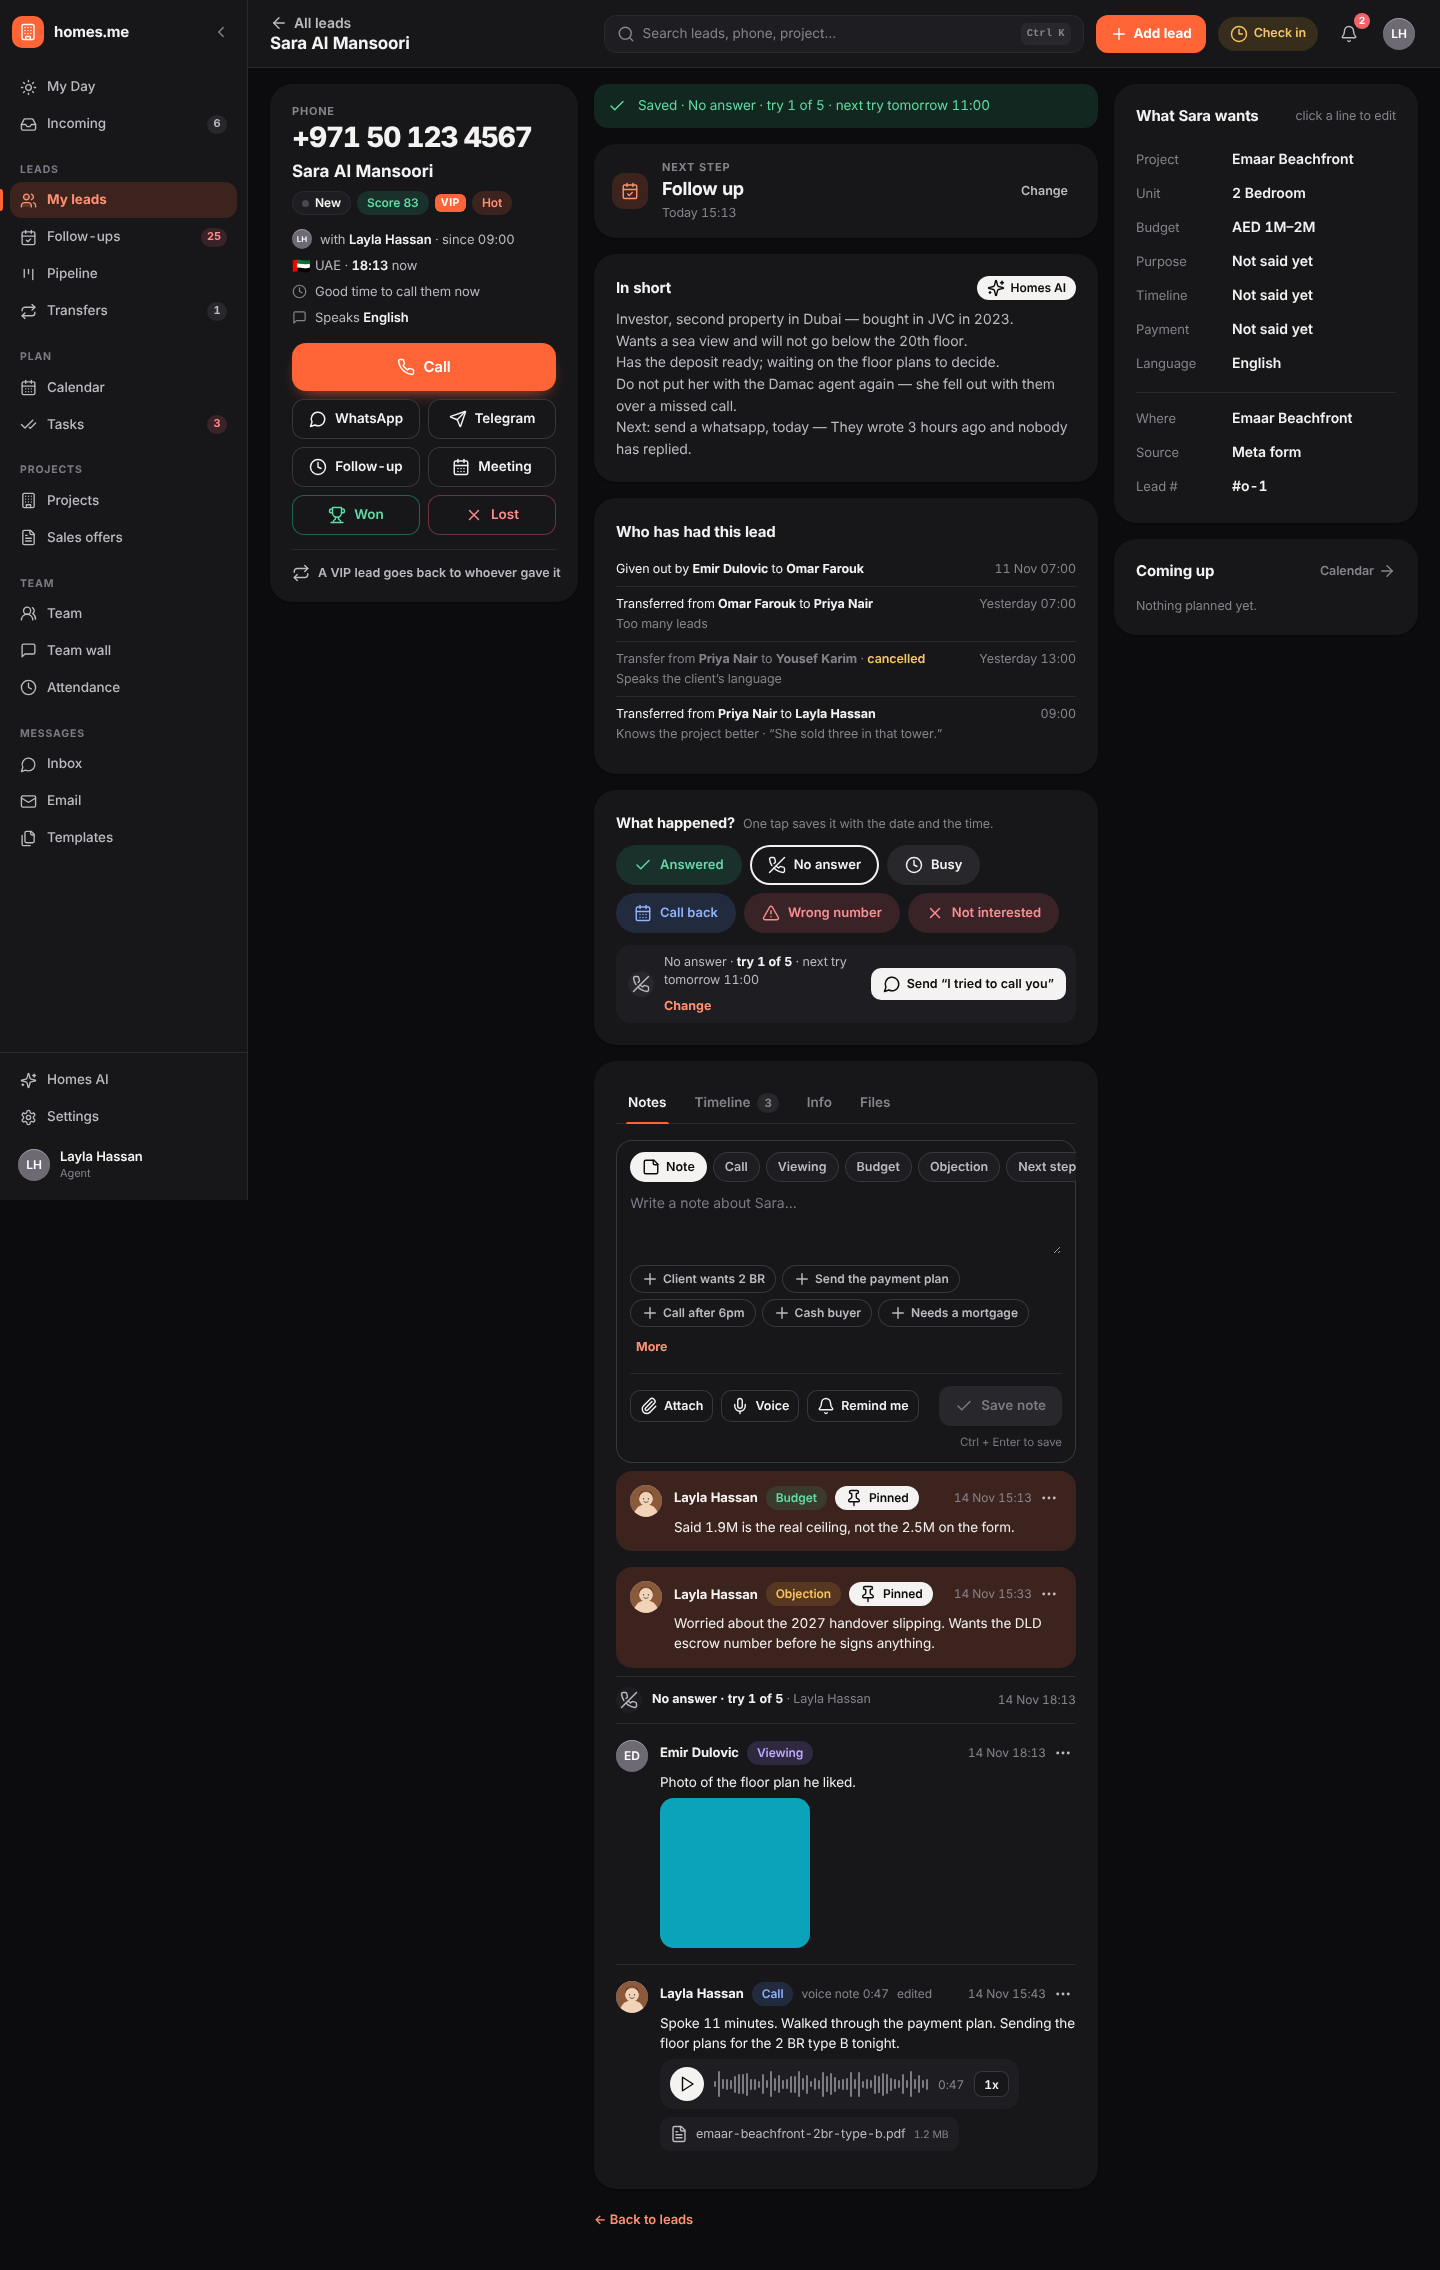 homes.me
My Day
Incoming 6
LEADS
My leads
Follow-ups 25
Pipeline
Transfers 1
PLAN
Calendar
Tasks 3
PROJECTS
Projects
Sales offers
TEAM
Team
Team wall
Attendance
MESSAGES
Inbox
Email
Templates
Homes AI
Settings
LH Layla Hassan
Agent
← All leads
Sara Al Mansoori
Search leads, phone, project... Ctrl K
Add lead
Check in
2
LH
PHONE
+971 50 123 4567
Sara Al Mansoori
New Score 83 VIP Hot
LH with Layla Hassan · since 09:00
UAE · 18:13 now
Good time to call them now
Speaks English
Call
WhatsApp Telegram
Follow-up Meeting
Won Lost
A VIP lead goes back to whoever gave it
Saved · No answer · try 1 of 5 · next try tomorrow 11:00
NEXT STEP
Follow up
Today 15:13
Change
In short Homes AI
Investor, second property in Dubai — bought in JVC in 2023.
Wants a sea view and will not go below the 20th floor.
Has the deposit ready; waiting on the floor plans to decide.
Do not put her with the Damac agent again — she fell out with them
over a missed call.
Next: send a whatsapp, today — They wrote 3 hours ago and nobody
has replied.
Who has had this lead
Given out by Emir Dulovic to Omar Farouk 11 Nov 07:00
Transferred from Omar Farouk to Priya Nair Yesterday 07:00
Too many leads
Transfer from Priya Nair to Yousef Karim · cancelled Yesterday 13:00
Speaks the client's language
Transferred from Priya Nair to Layla Hassan 09:00
Knows the project better · “She sold three in that tower.”
What happened? One tap saves it with the date and the time.
Answered No answer Busy
Call back Wrong number Not interested
No answer · try 1 of 5 · next try
tomorrow 11:00
Change
Send “I tried to call you”
Notes Timeline 3 Info Files
Note Call Viewing Budget Objection Next step
Write a note about Sara...
Client wants 2 BR Send the payment plan
Call after 6pm Cash buyer Needs a mortgage
More
Attach Voice Remind me Save note
Ctrl + Enter to save
Layla Hassan Budget Pinned 14 Nov 15:13
Said 1.9M is the real ceiling, not the 2.5M on the form.
Layla Hassan Objection Pinned 14 Nov 15:33
Worried about the 2027 handover slipping. Wants the DLD
escrow number before he signs anything.
No answer · try 1 of 5 · Layla Hassan 14 Nov 18:13
ED Emir Dulovic Viewing 14 Nov 18:13
Photo of the floor plan he liked.
Layla Hassan Call voice note 0:47 edited 14 Nov 15:43
Spoke 11 minutes. Walked through the payment plan. Sending the
floor plans for the 2 BR type B tonight.
0:47 1x
emaar-beachfront-2br-type-b.pdf 1.2 MB
← Back to leads
What Sara wants click a line to edit
Project Emaar Beachfront
Unit 2 Bedroom
Budget AED 1M–2M
Purpose Not said yet
Timeline Not said yet
Payment Not said yet
Language English
Where Emaar Beachfront
Source Meta form
Lead # #o-1
Coming up Calendar →
Nothing planned yet.